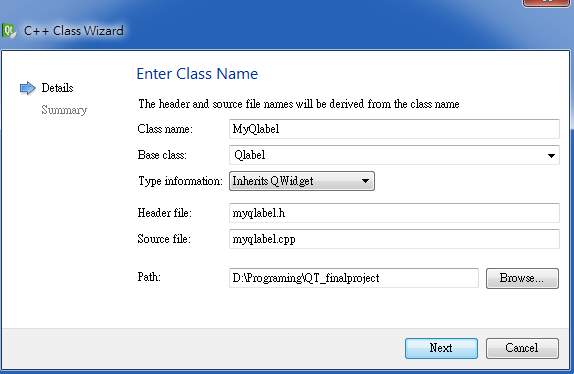 Qt C++ Class Wizard
Enter Class Name
Details
Summary
The header and source file names will be derived from the class name
Class name: MyQlabel
Base class: Qlabel
Type information: Inherits QWidget
Header file: myqlabel.h
Source file: myqlabel.cpp
Path: D:\Programing\QT_finalproject Browse...
Next Cancel